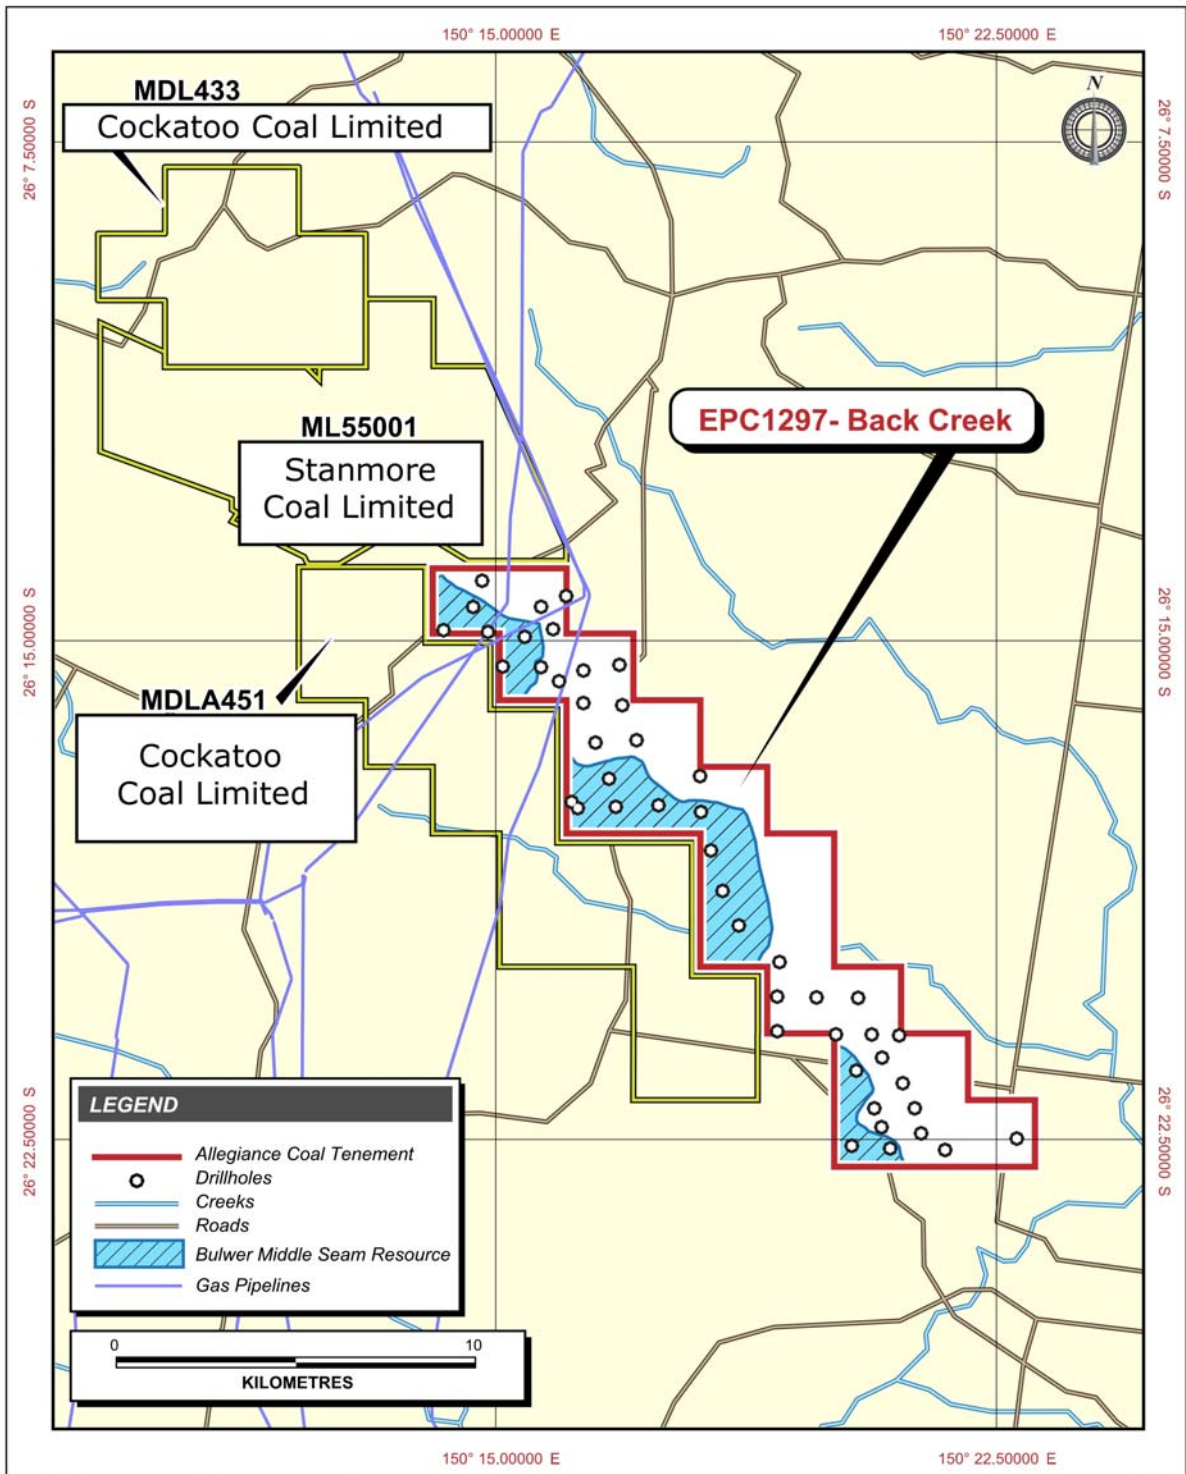 150° 15.00000 E
150° 22.50000 E
26° 7.50000 S
26° 7.50000 S
N
MDL433
Cockatoo Coal Limited
EPC1297- Back Creek
ML55001
Stanmore
Coal Limited
26° 15.00000 S
26° 15.00000 S
MDLA451
Cockatoo
Coal Limited
26° 22.50000 S
26° 22.50000 S
LEGEND
Allegiance Coal Tenement
Drillholes
Creeks
Roads
Bulwer Middle Seam Resource
Gas Pipelines
0
10
KILOMETRES
150° 15.00000 E
150° 22.50000 E